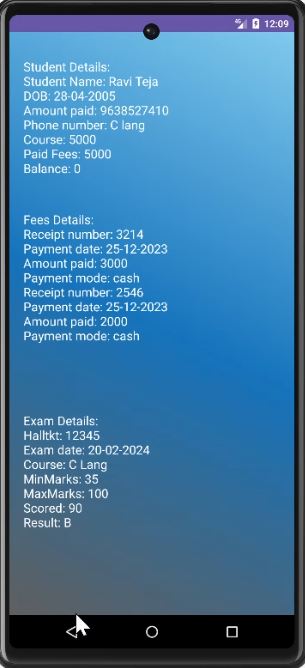 12:09
Student Details:
Student Name: Ravi Teja
DOB: 28-04-2005
Amount paid: 9638527410
Phone number: C lang
Course: 5000
Paid Fees: 5000
Balance: 0
Fees Details:
Receipt number: 3214
Payment date: 25-12-2023
Amount paid: 3000
Payment mode: cash
Receipt number: 2546
Payment date: 25-12-2023
Amount paid: 2000
Payment mode: cash
Exam Details:
Halltkt: 12345
Exam date: 20-02-2024
Course: C Lang
MinMarks: 35
MaxMarks: 100
Scored: 90
Result: B